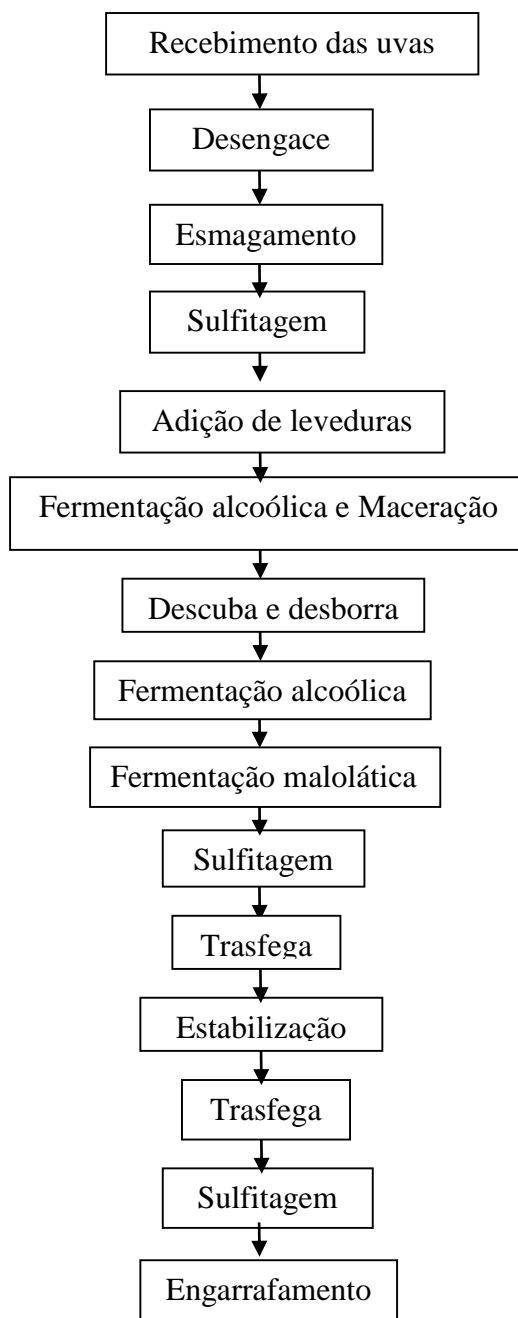 Recebimento das uvas
Desengace
Esmagamento
Sulfitagem
Adição de leveduras
Fermentação alcoólica e Maceração
Descuba e desborra
Fermentação alcoólica
Fermentação malolática
Sulfitagem
Trasfega
Estabilização
Trasfega
Sulfitagem
Engarrafamento